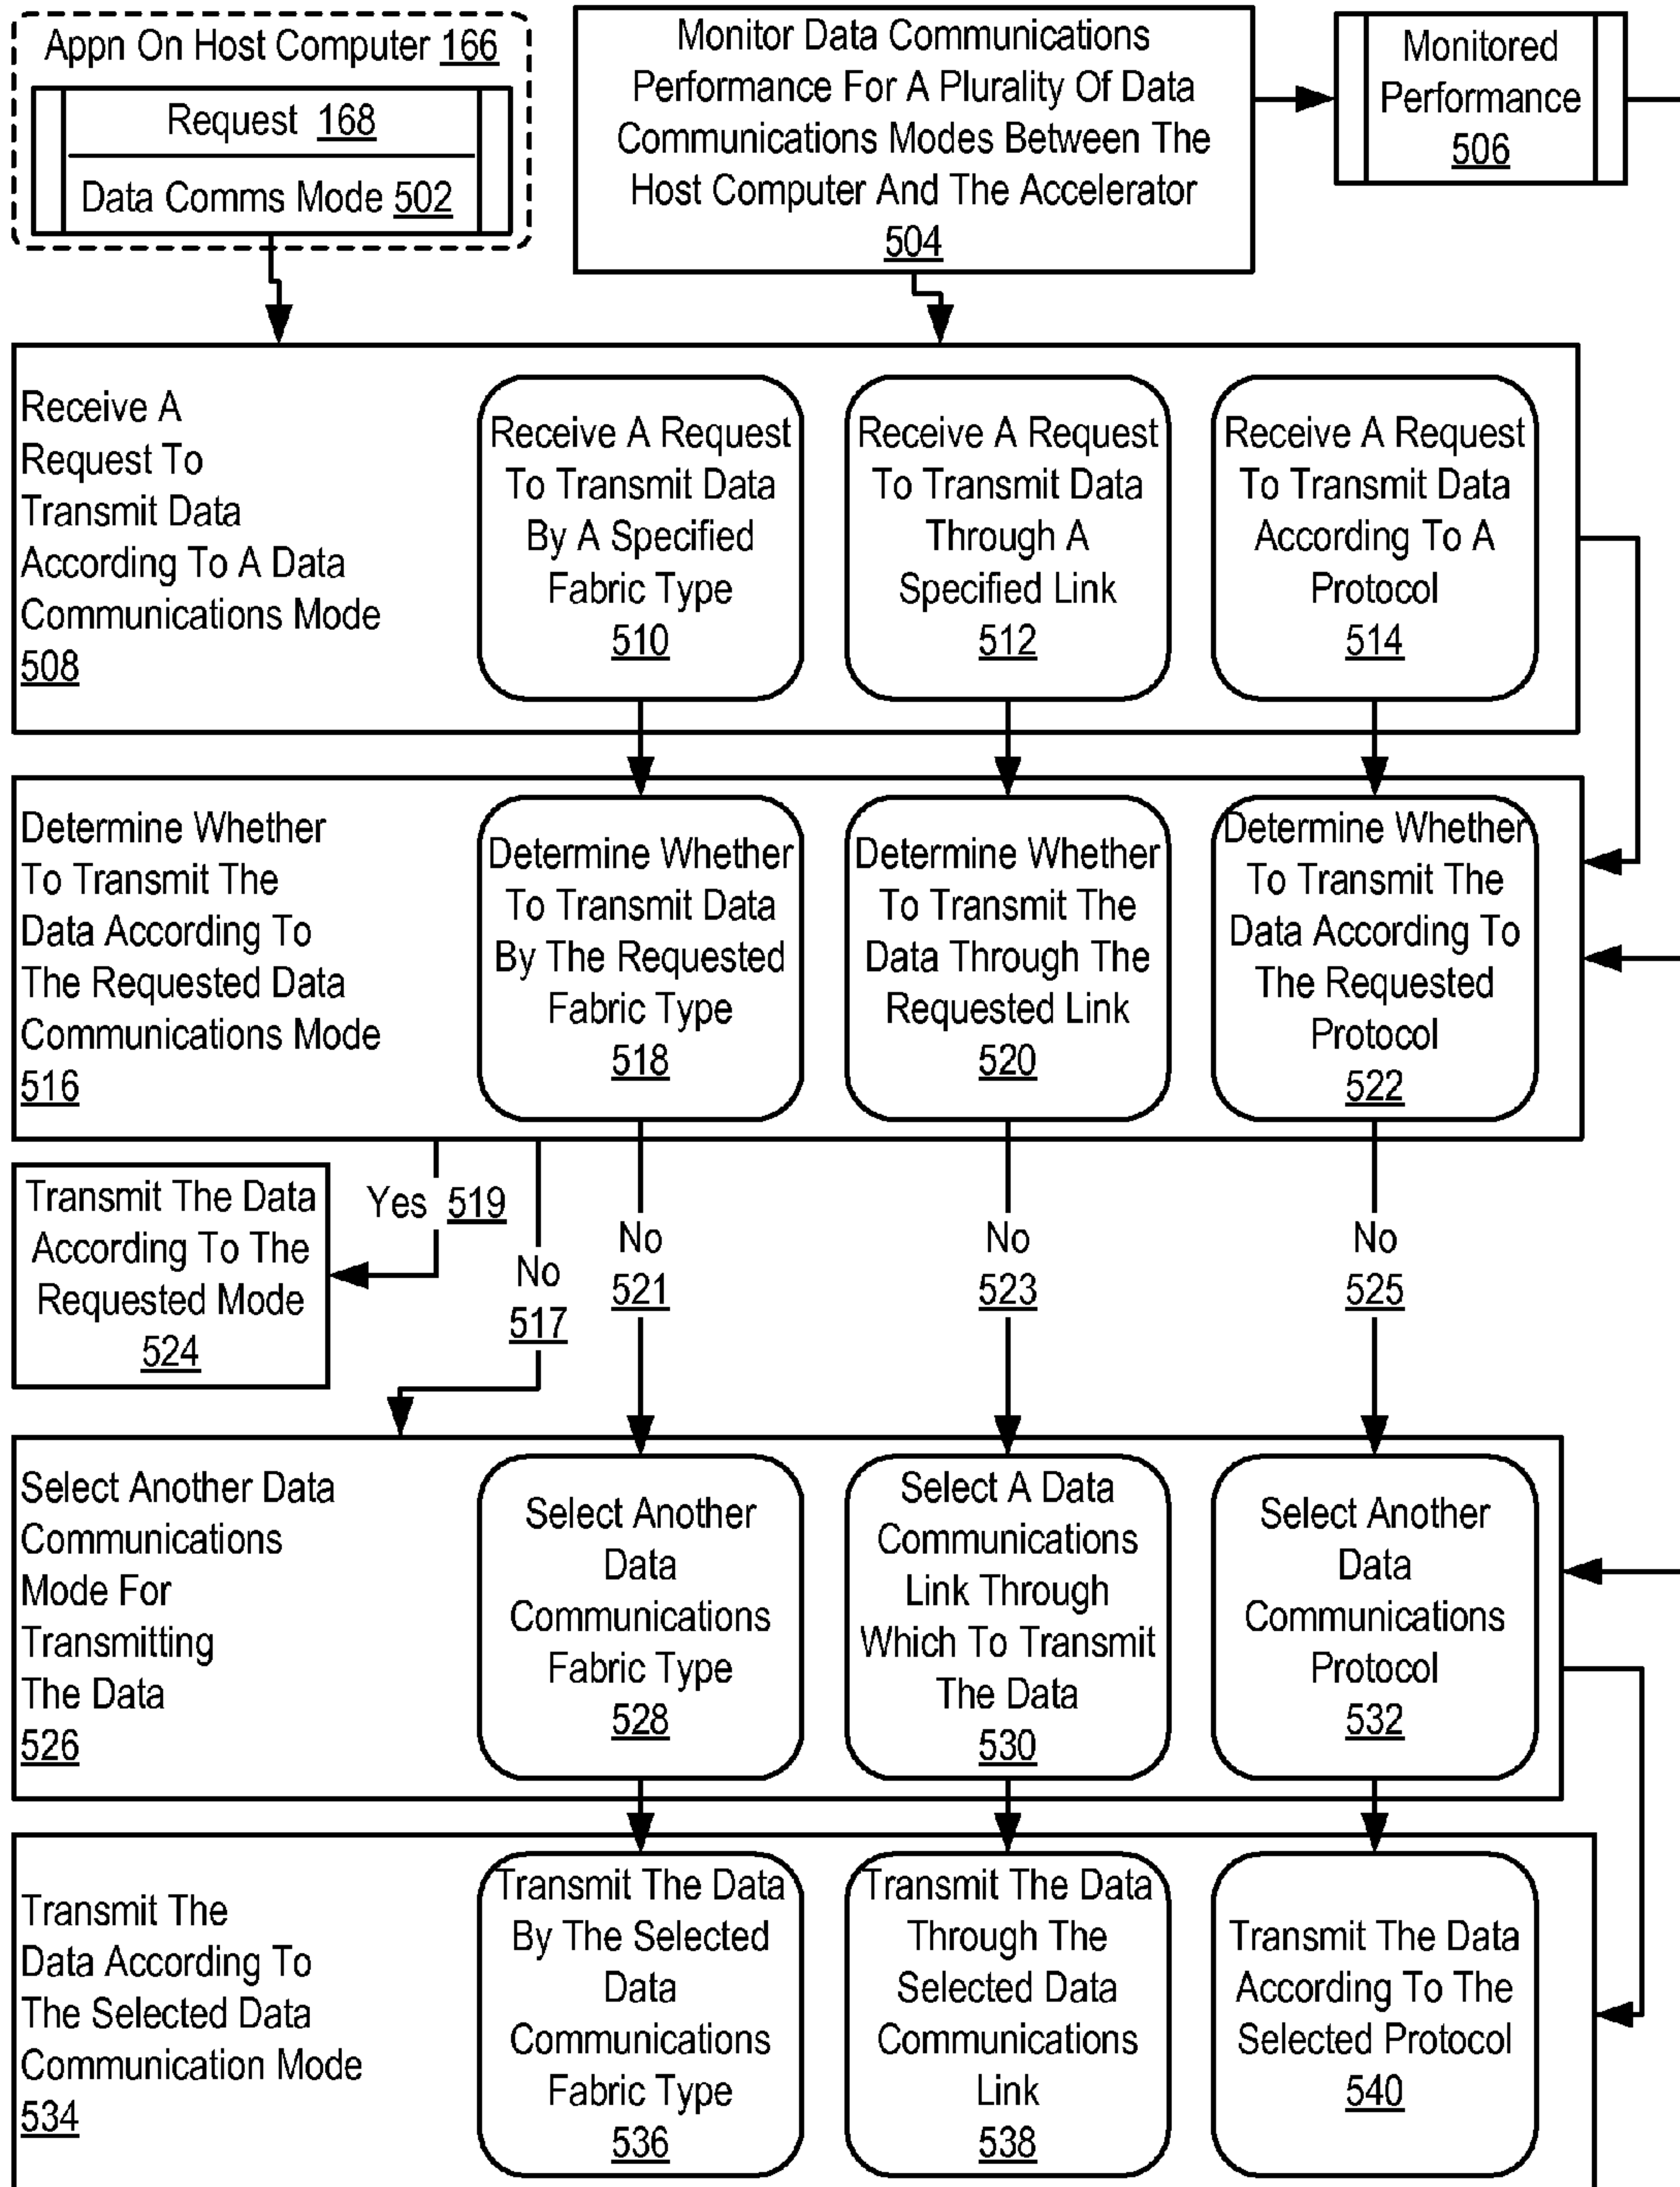 Appn On Host Computer 166
Request 168
Data Comms Mode 502
Monitor Data Communications
Performance For A Plurality Of Data
Communications Modes Between The
Host Computer And The Accelerator
504
Monitored
Performance
506
Receive A
Request To
Transmit Data
According To A Data
Communications Mode
508
Receive A Request
To Transmit Data
By A Specified
Fabric Type
510
Receive A Request
To Transmit Data
Through A
Specified Link
512
Receive A Request
To Transmit Data
According To A
Protocol
514
Determine Whether
To Transmit The
Data According To
The Requested Data
Communications Mode
516
Determine Whether
To Transmit Data
By The Requested
Fabric Type
518
Determine Whether
To Transmit The
Data Through The
Requested Link
520
Determine Whether
To Transmit The
Data According To
The Requested
Protocol
522
Transmit The Data
According To The
Requested Mode
524
Yes 519
No
517
No
521
No
523
No
525
Select Another Data
Communications
Mode For
Transmitting
The Data
526
Select Another
Data
Communications
Fabric Type
528
Select A Data
Communications
Link Through
Which To Transmit
The Data
530
Select Another
Data
Communications
Protocol
532
Transmit The
Data According To
The Selected Data
Communication Mode
534
Transmit The Data
By The Selected
Data
Communications
Fabric Type
536
Transmit The Data
Through The
Selected Data
Communications
Link
538
Transmit The Data
According To The
Selected Protocol
540